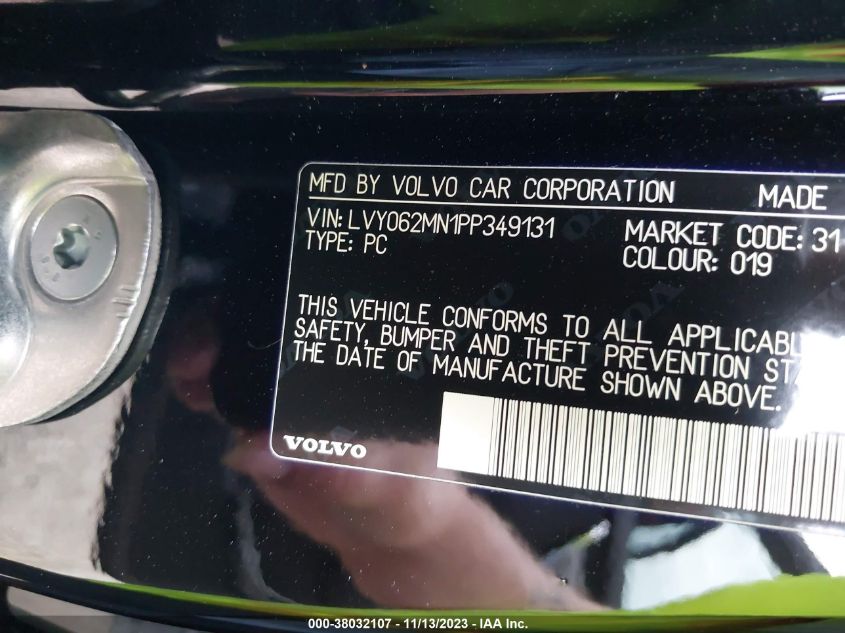 MFD BY VOLVO CAR CORPORATION MADE
VIN: LVY062MN1PP349131
TYPE: PC
MARKET CODE: 31
COLOUR: 019
THIS VEHICLE CONFORMS TO ALL APPLICABL
SAFETY, BUMPER AND THEFT PREVENTION STA
THE DATE OF MANUFACTURE SHOWN ABOVE.
VOLVO
000-38032107 - 11/13/2023 - IAA Inc.